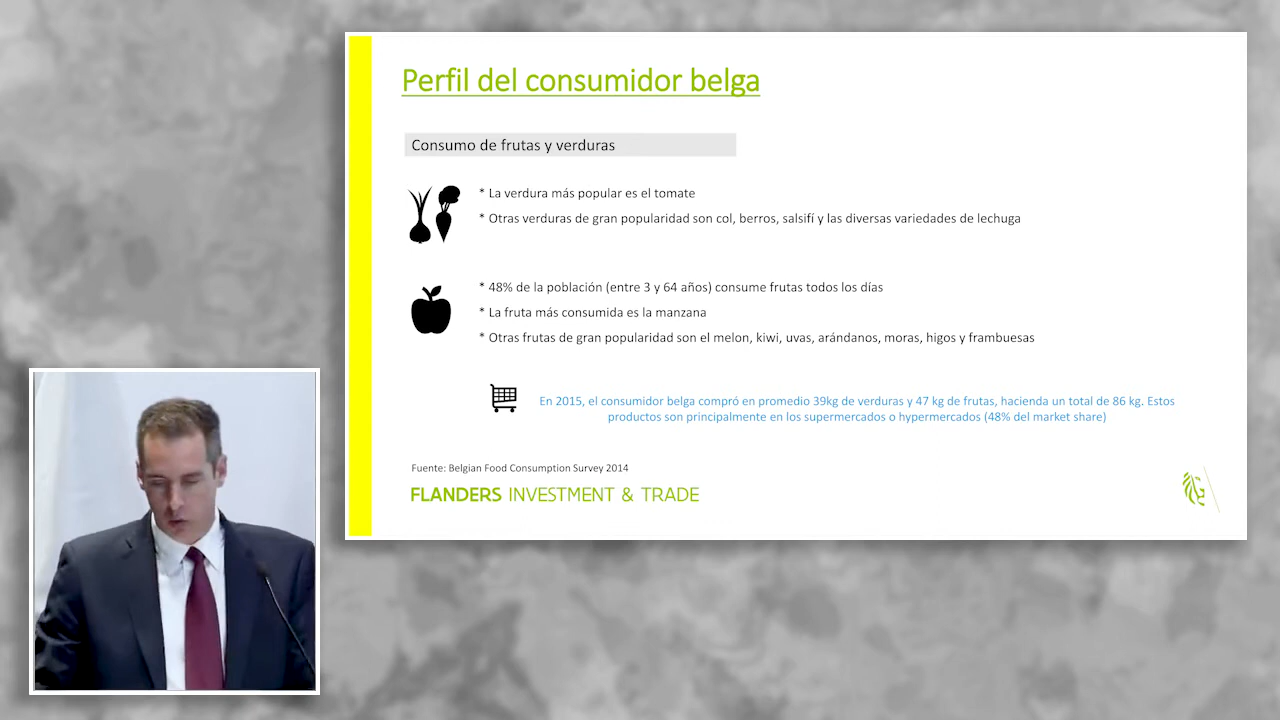 Perfil del consumidor belga
Consumo de frutas y verduras
* La verdura más popular es el tomate
* Otras verduras de gran popularidad son col, berros, salsifí y las diversas variedades de lechuga
* 48% de la población (entre 3 y 64 años) consume frutas todos los días
* La fruta más consumida es la manzana
* Otras frutas de gran popularidad son el melon, kiwi, uvas, arándanos, moras, higos y frambuesas
En 2015, el consumidor belga compró en promedio 39kg de verduras y 47 kg de frutas, hacienda un total de 86 kg. Estos
productos son principalmente en los supermercados o hypermercados (48% del market share)
Fuente: Belgian Food Consumption Survey 2014
FLANDERS INVESTMENT & TRADE